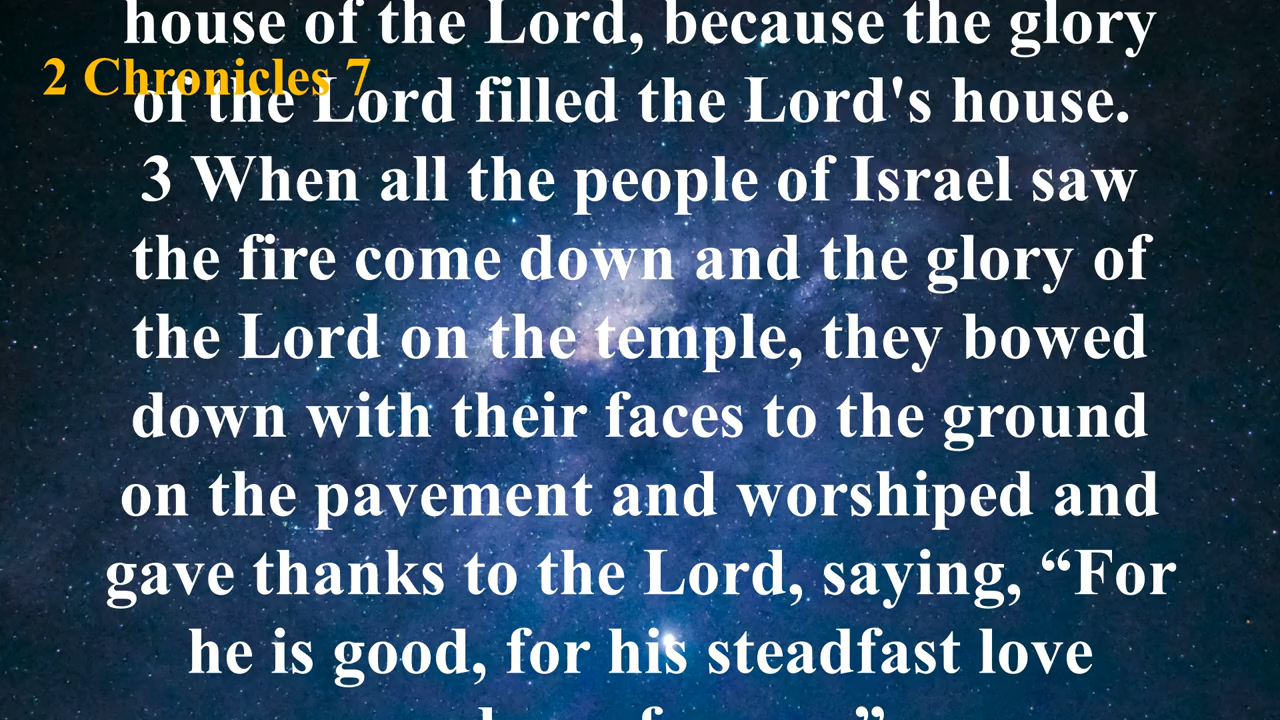 house of the Lord, because the glory
2 Chronicles 7
of the Lord filled the Lord's house.
3 When all the people of Israel saw
the fire come down and the glory of
the Lord on the temple, they bowed
down with their faces to the ground
on the pavement and worshiped and
gave thanks to the Lord, saying, “For
he is good, for his steadfast love